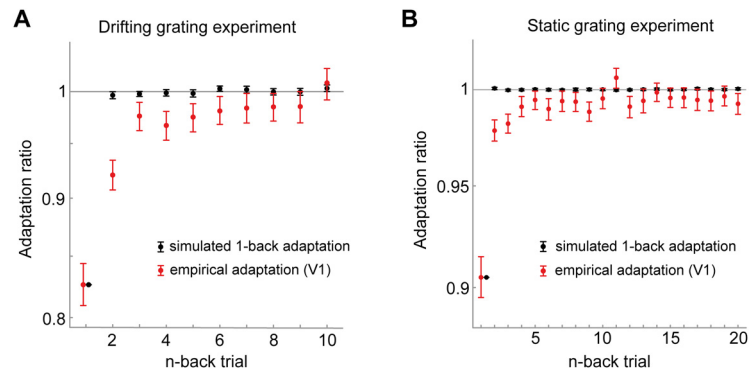 A
Drifting grating experiment
1
0.9
0.8
Adaptation ratio
simulated 1-back adaptation
empirical adaptation (V1)
2
4
6
8
10
n-back trial
B
Static grating experiment
1
0.95
0.9
Adaptation ratio
simulated 1-back adaptation
empirical adaptation (V1)
5
10
15
20
n-back trial